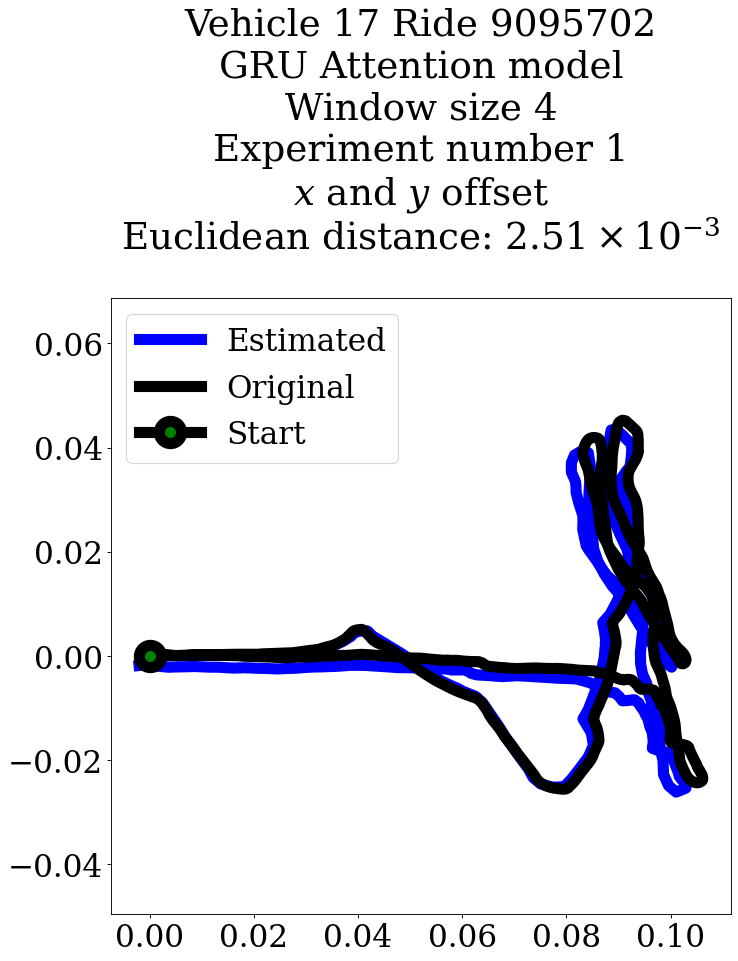 Vehicle 17 Ride 9095702
GRU Attention model
Window size 4
Experiment number 1
x and y offset
Euclidean distance: 2.51 × 10⁻³
Estimated
Original
Start
0.06
0.04
0.02
0.00
−0.02
−0.04
0.00 0.02 0.04 0.06 0.08 0.10